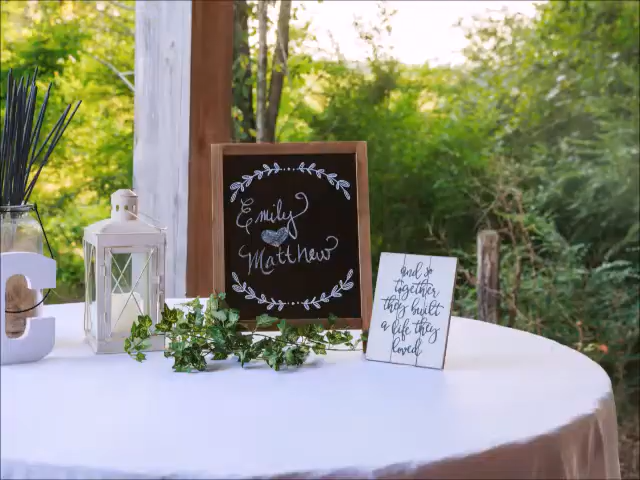 Emily
Matthew
and so
together
they built
a life they
loved
C